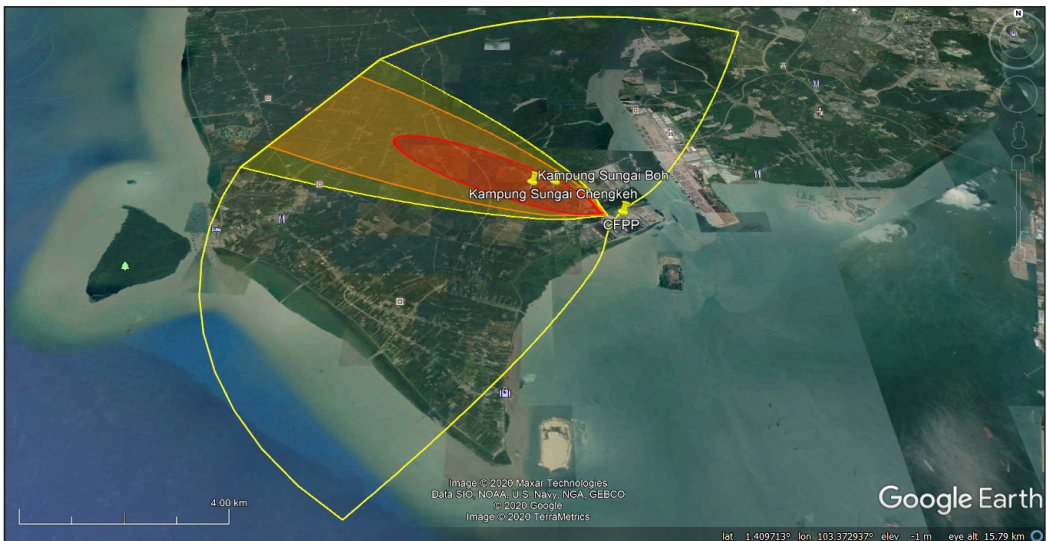 N
Kampung Sungai Boh
Kampung Sungai Chengkeh
CFPP
4.00 km
Image © 2020 Maxar Technologies
Data SIO, NOAA, U.S. Navy, NGA, GEBCO
© 2020 Google
Image © 2020 TerraMetrics
Google Earth
lat 1.409713° lon 103.372937° elev -1 m eye alt 15.79 km